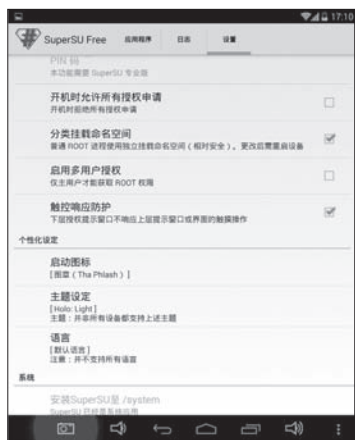 17:10
SuperSU Free 应用程序 日志 设置
PIN 码
本功能需要 SuperSU 专业版
开机时允许所有授权申请
开机时拒绝所有授权申请
分类挂载命名空间
普通 ROOT 进程使用独立挂载命名空间(相对安全)。更改后需重启设备
启用多用户授权
仅主用户才能获取 ROOT 权限
触控响应防护
下层授权提示窗口不响应上层提示窗口或界面的触摸操作
个性化设定
启动图标
[图章(Tha Phlash)]
主题设定
[Holo: Light]
主题:并非所有设备都支持上述主题
语言
[默认语言]
注意:并不支持所有语言
系统
安装SuperSU至 /system
SuperSU 已经是系统应用